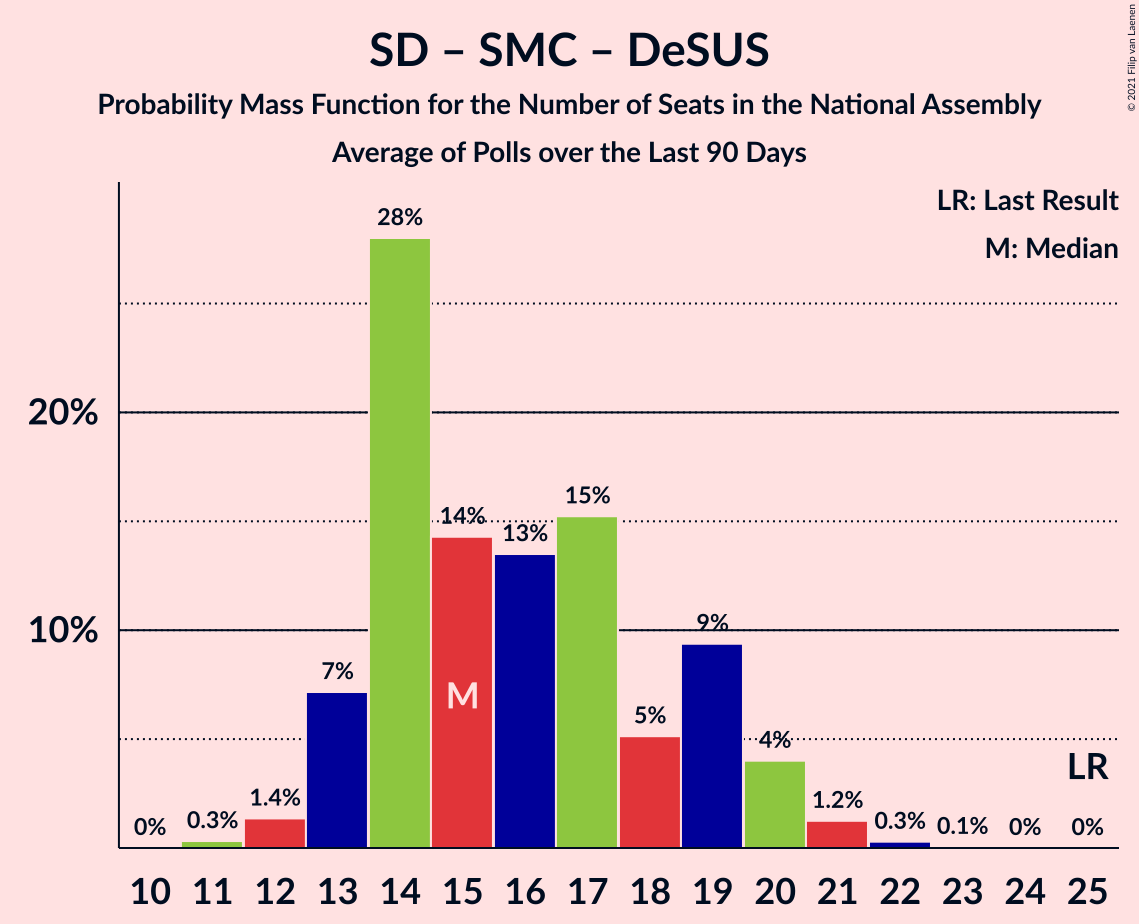 SD – SMC – DeSUS
Probability Mass Function for the Number of Seats in the National Assembly
Average of Polls over the Last 90 Days
© 2021 Filip van Laenen
LR: Last Result
M: Median
28%
20%
15%
14%
13%
10%
9%
7%
M
5%
4%
LR
1.4%
1.2%
0%
0.3%
0.3%
0.1%
0%
0%
10 11 12 13 14 15 16 17 18 19 20 21 22 23 24 25